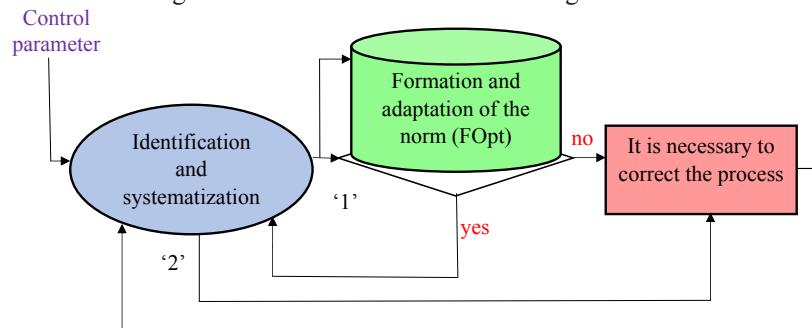 Control
parameter
Identification
and
systematization
'1'
Formation and
adaptation of the
norm (FOpt)
no
It is necessary to
correct the process
yes
'2'